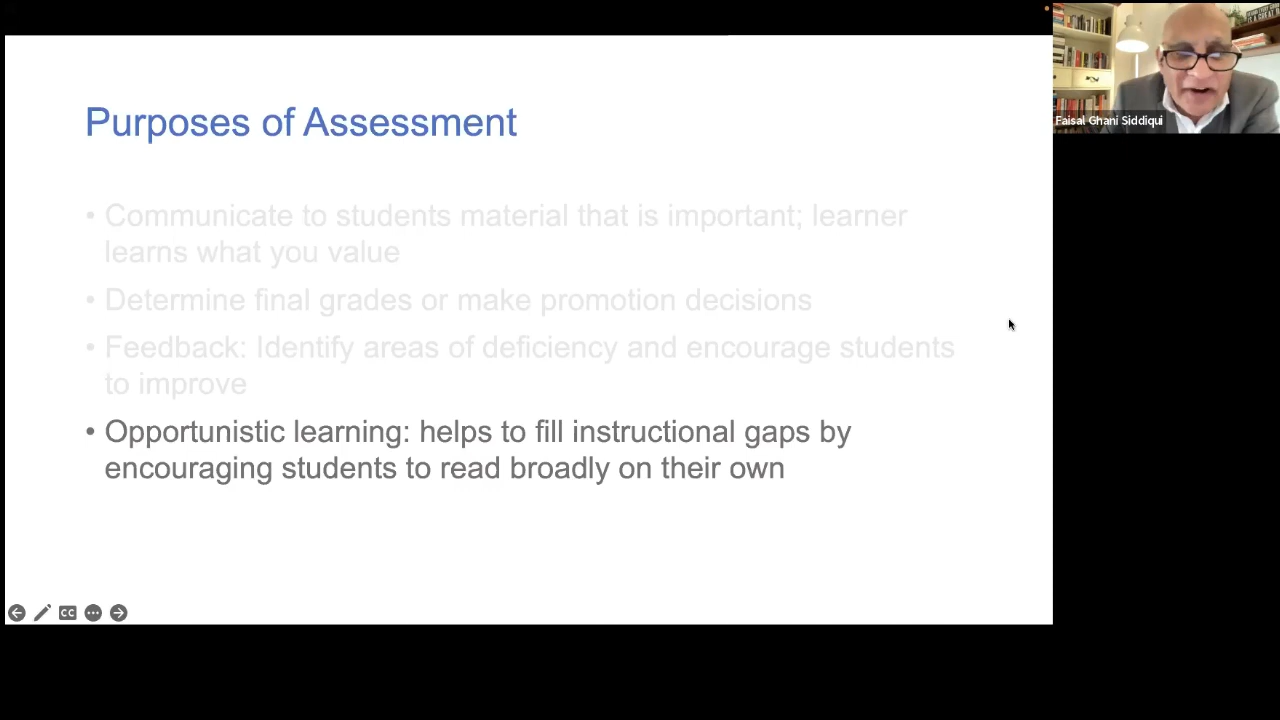 Purposes of Assessment
• Communicate to students material that is important; learner
learns what you value
• Determine final grades or make promotion decisions
• Feedback: Identify areas of deficiency and encourage students
to improve
• Opportunistic learning: helps to fill instructional gaps by
encouraging students to read broadly on their own
CC
Faisal Ghani Siddiqui